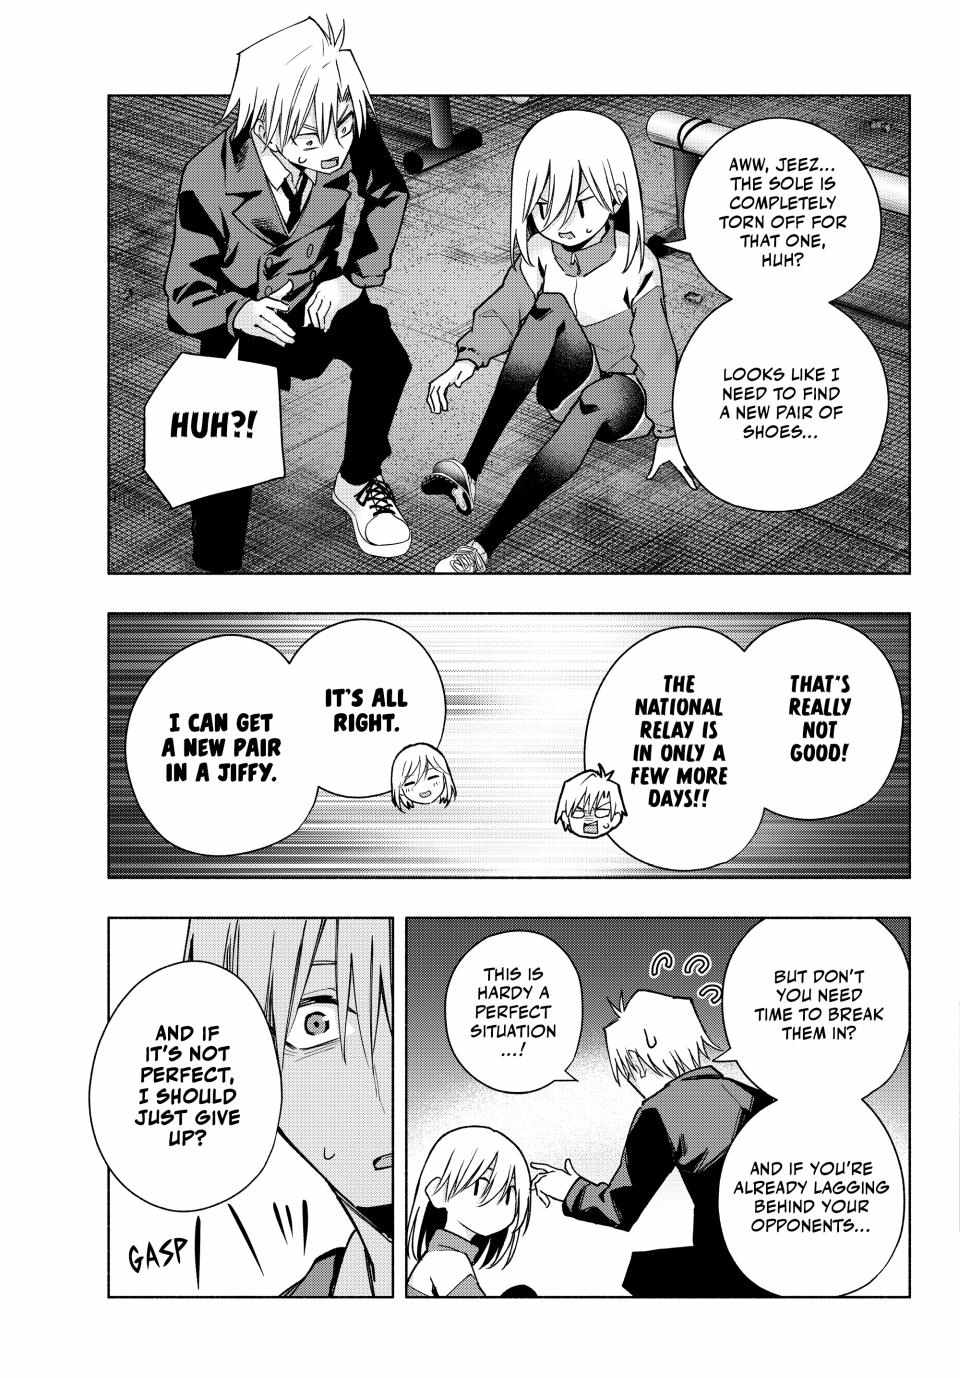 AWW, JEEZ...
THE SOLE IS
COMPLETELY
TORN OFF FOR
THAT ONE,
HUH?
LOOKS LIKE I
NEED TO FIND
A NEW PAIR OF
SHOES...
HUH?!
THAT'S
REALLY
NOT
GOOD!
THE
NATIONAL
RELAY IS
IN ONLY A
FEW MORE
DAYS!!
IT'S ALL
RIGHT.
I CAN GET
A NEW PAIR
IN A JIFFY.
BUT DON'T
YOU NEED
TIME TO BREAK
THEM IN?
AND IF YOU'RE
ALREADY LAGGING
BEHIND YOUR
OPPONENTS...
THIS IS
HARDY A
PERFECT
SITUATION
...!
AND IF
IT'S NOT
PERFECT,
I SHOULD
JUST GIVE
UP?
GASP